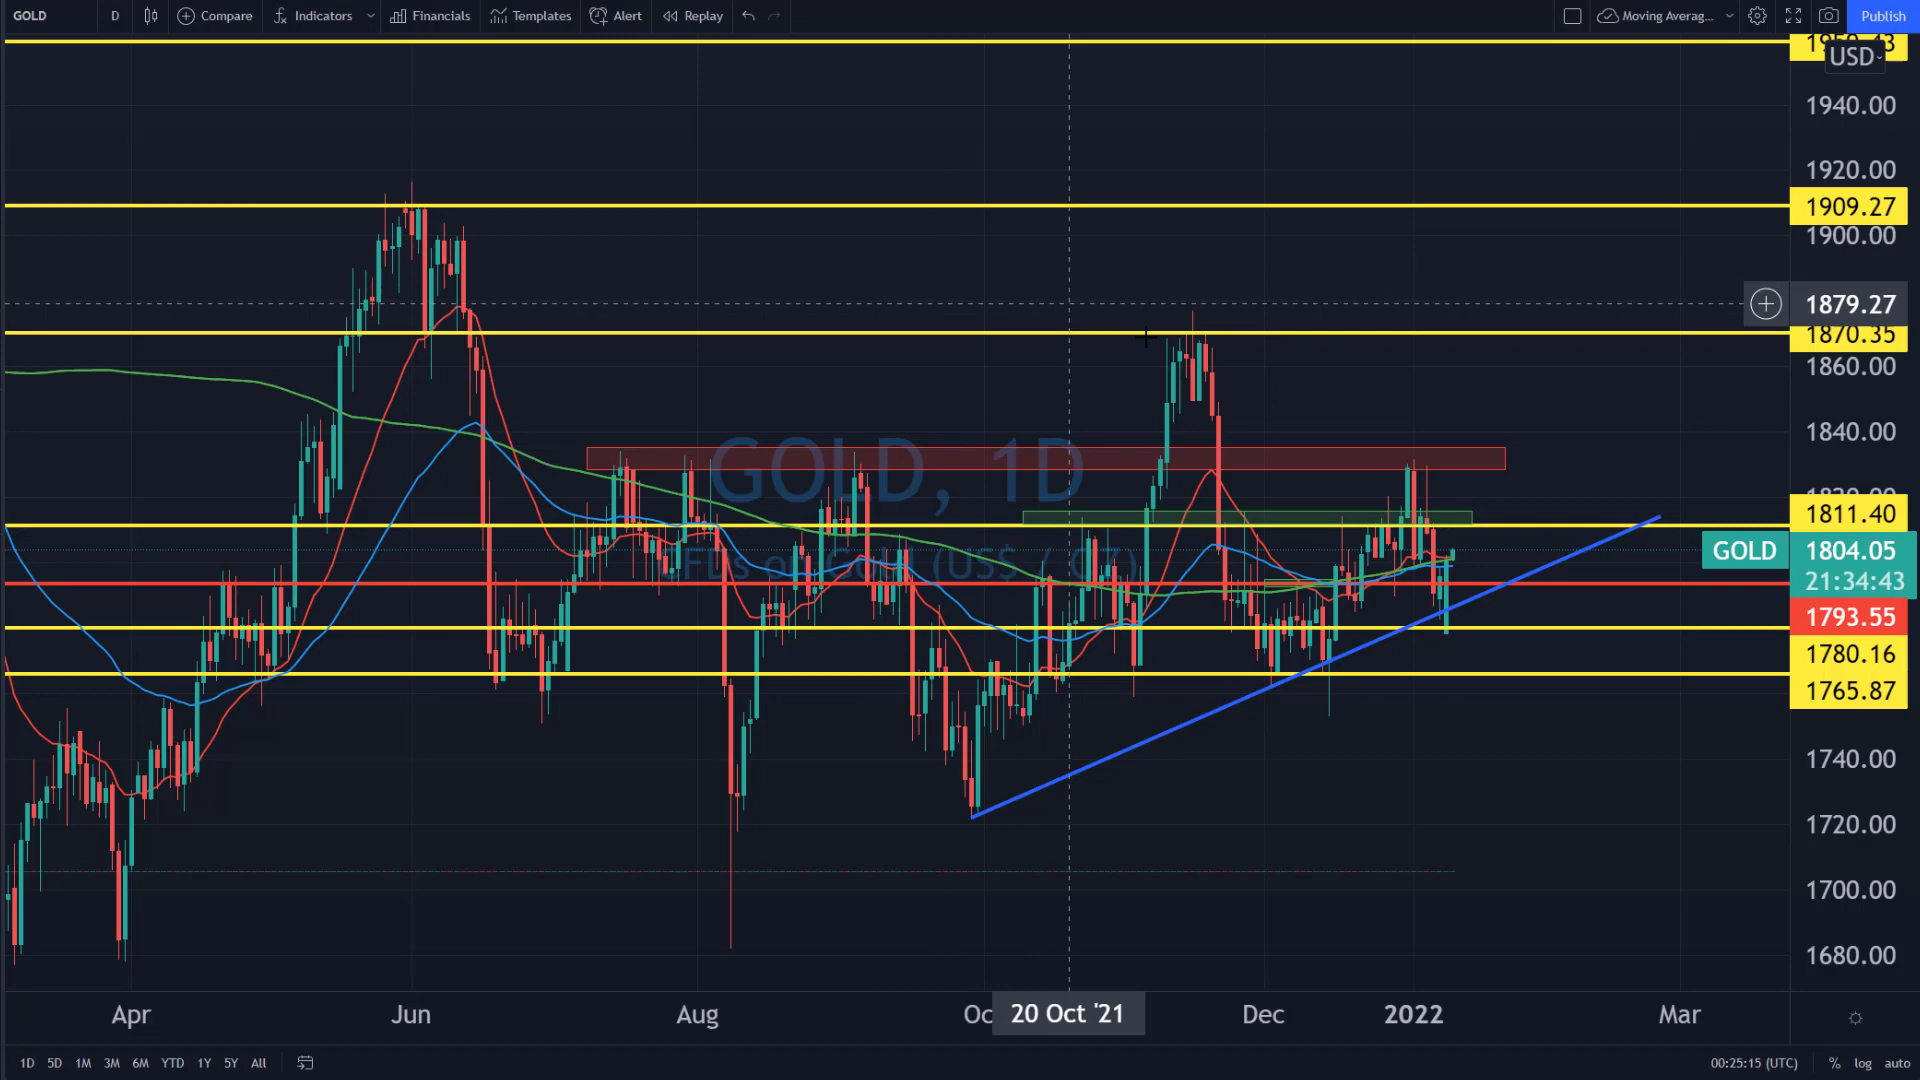 GOLD D Compare Indicators Financials Templates Alert Replay Moving Averag... Publish
USD
1940.00
1920.00
1909.27
1900.00
1879.27
1870.35
1860.00
1840.00
GOLD, 1D
1811.40
GOLD 1804.05
21:34:43
1793.55
1780.16
1765.87
1740.00
1720.00
1700.00
1680.00
Apr Jun Aug Oc 20 Oct '21 Dec 2022 Mar
1D 5D 1M 3M 6M YTD 1Y 5Y All 00:25:15 (UTC) % log auto